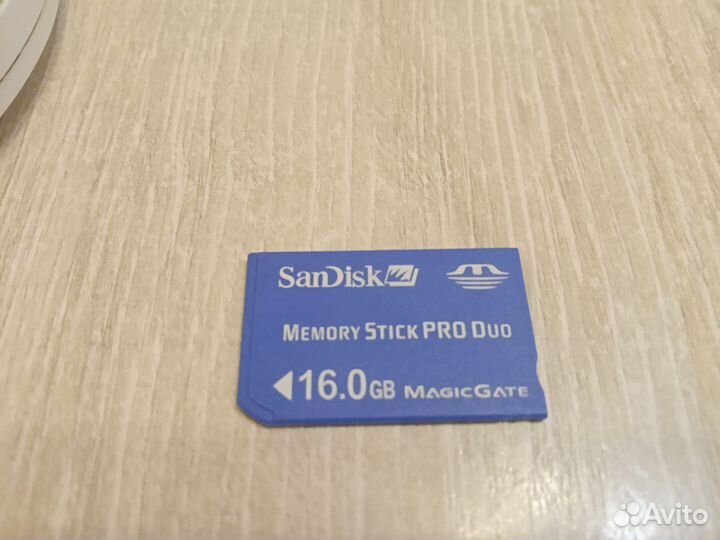 SanDisk
MEMORY STICK PRO DUO
16.0GB MAGICGATE
Avito